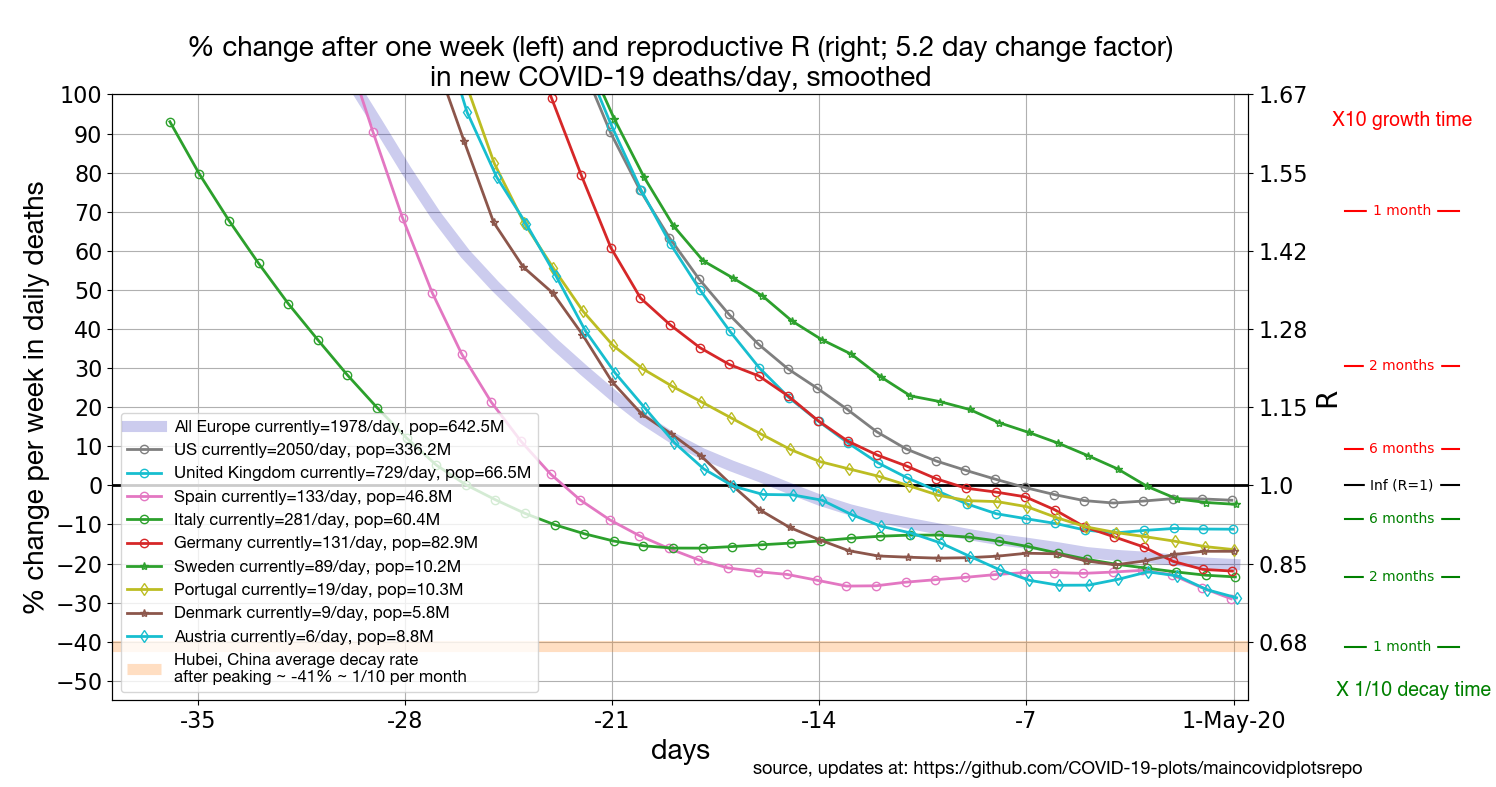 % change after one week (left) and reproductive R (right; 5.2 day change factor)
in new COVID-19 deaths/day, smoothed
% change per week in daily deaths
100
90
80
70
60
50
40
30
20
10
0
−10
−20
−30
−40
−50
All Europe currently=1978/day, pop=642.5M
US currently=2050/day, pop=336.2M
United Kingdom currently=729/day, pop=66.5M
Spain currently=133/day, pop=46.8M
Italy currently=281/day, pop=60.4M
Germany currently=131/day, pop=82.9M
Sweden currently=89/day, pop=10.2M
Portugal currently=19/day, pop=10.3M
Denmark currently=9/day, pop=5.8M
Austria currently=6/day, pop=8.8M
Hubei, China average decay rate
after peaking ~ -41% ~ 1/10 per month
-35
-28
-21
-14
-7
1-May-20
days
1.67
1.55
1.42
1.28
1.15
1.0
0.85
0.68
R
X10 growth time
1 month
2 months
6 months
Inf (R=1)
6 months
2 months
1 month
X 1/10 decay time
source, updates at: https://github.com/COVID-19-plots/maincovidplotsrepo